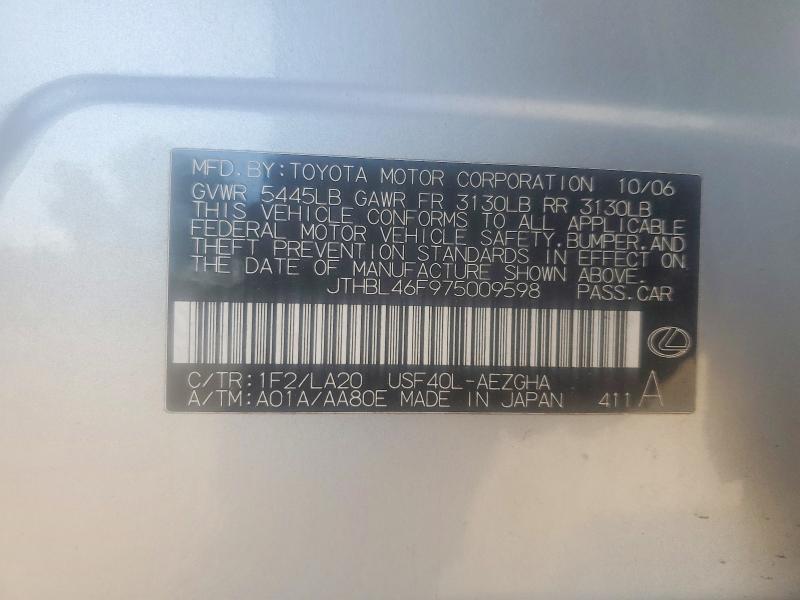 MFD. BY: TOYOTA MOTOR CORPORATION 10/06
GVWR 5445LB GAWR FR 3130LB RR 3130LB
THIS VEHICLE CONFORMS TO ALL APPLICABLE
FEDERAL MOTOR VEHICLE SAFETY, BUMPER, AND
THEFT PREVENTION STANDARDS IN EFFECT ON
THE DATE OF MANUFACTURE SHOWN ABOVE.
JTHBL46F975009598 PASS. CAR
C/TR: 1F2/LA20 USF40L-AEZGHA
A/TM: A01A/AA80E MADE IN JAPAN 411 A